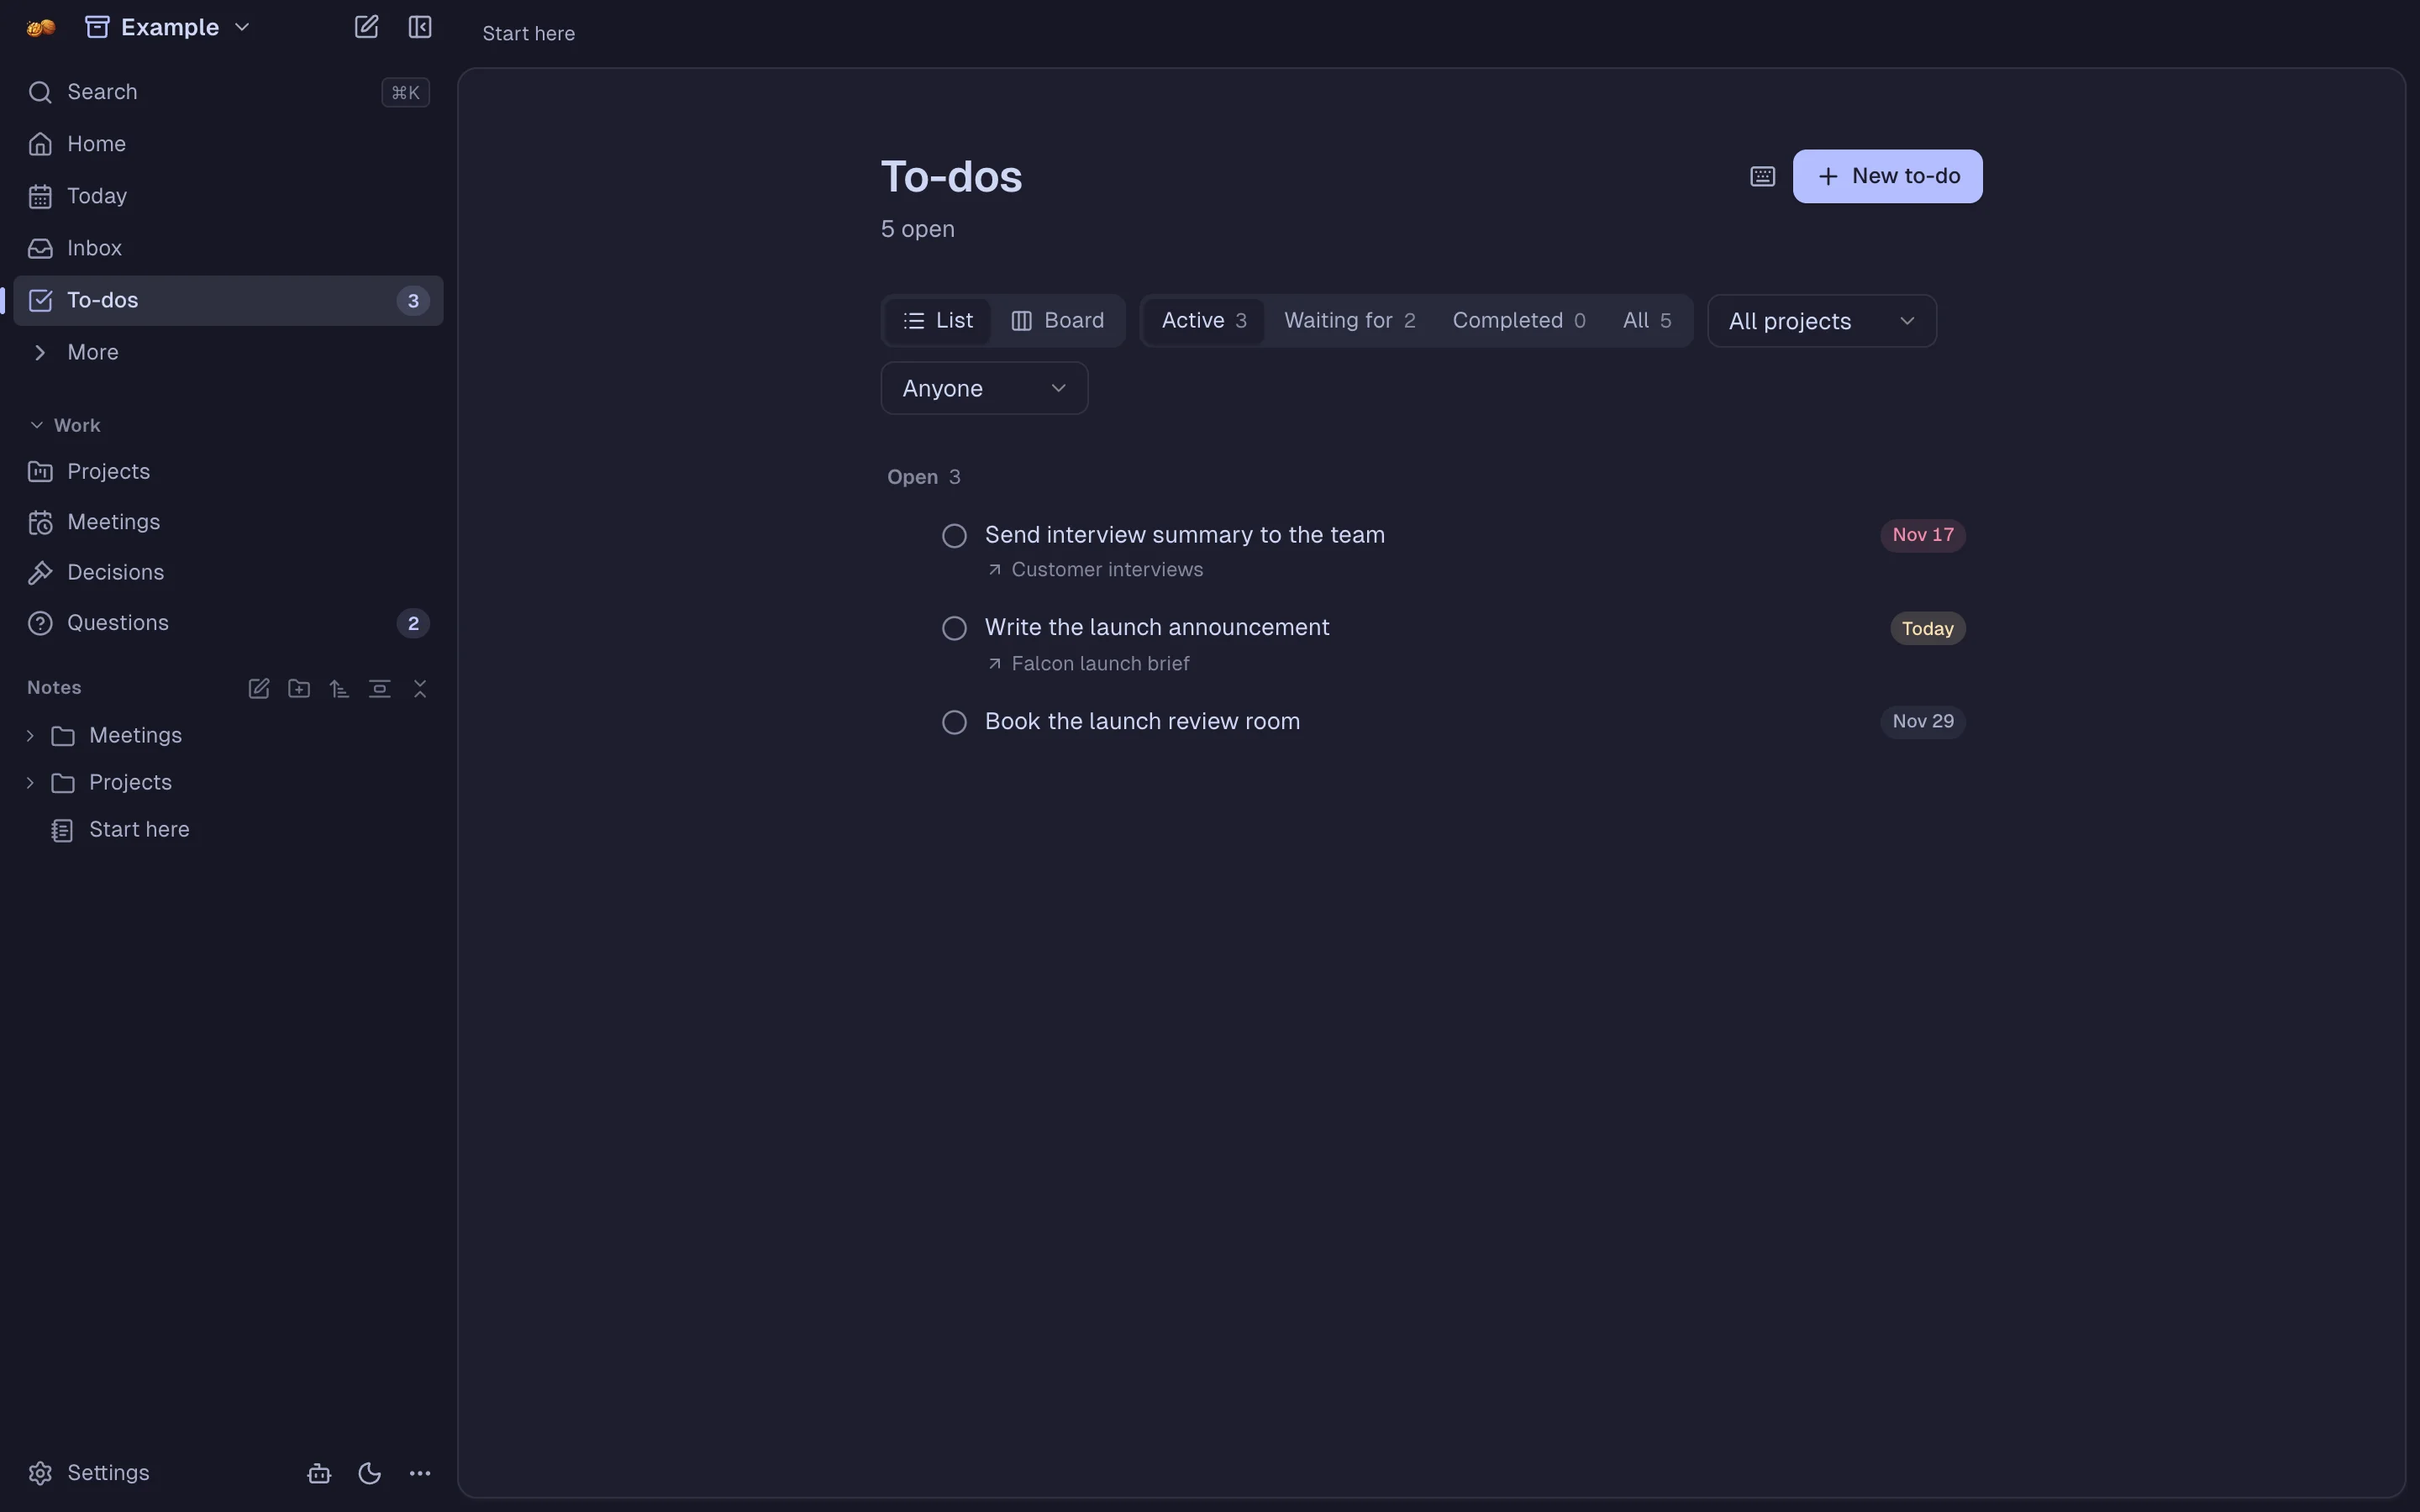 Example
Start here
Search ⌘K
Home
Today
Inbox
To-dos 3
More
Work
Projects
Meetings
Decisions
Questions 2
Notes
Meetings
Projects
Start here
Settings
To-dos
New to-do
5 open
List Board Active 3 Waiting for 2 Completed 0 All 5 All projects
Anyone
Open 3
Send interview summary to the team Nov 17
Customer interviews
Write the launch announcement Today
Falcon launch brief
Book the launch review room Nov 29